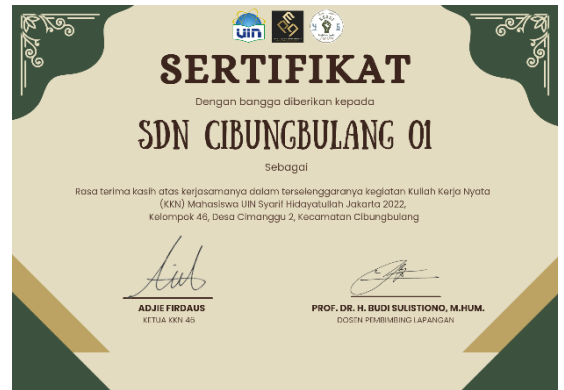 uin
SERTIFIKAT
Dengan bangga diberikan kepada
SDN CIBUNGBULANG 01
Sebagai
Rasa terima kasih atas kerjasamanya dalam terselenggaranya kegiatan Kuliah Kerja Nyata
(KKN) Mahasiswa UIN Syarif Hidayatullah Jakarta 2022,
Kelompok 46, Desa Cimanggu 2, Kecamatan Cibungbulang
ADJIE FIRDAUS
KETUA KKN 46
PROF. DR. H. BUDI SULISTIONO, M.HUM.
DOSEN PEMBIMBING LAPANGAN